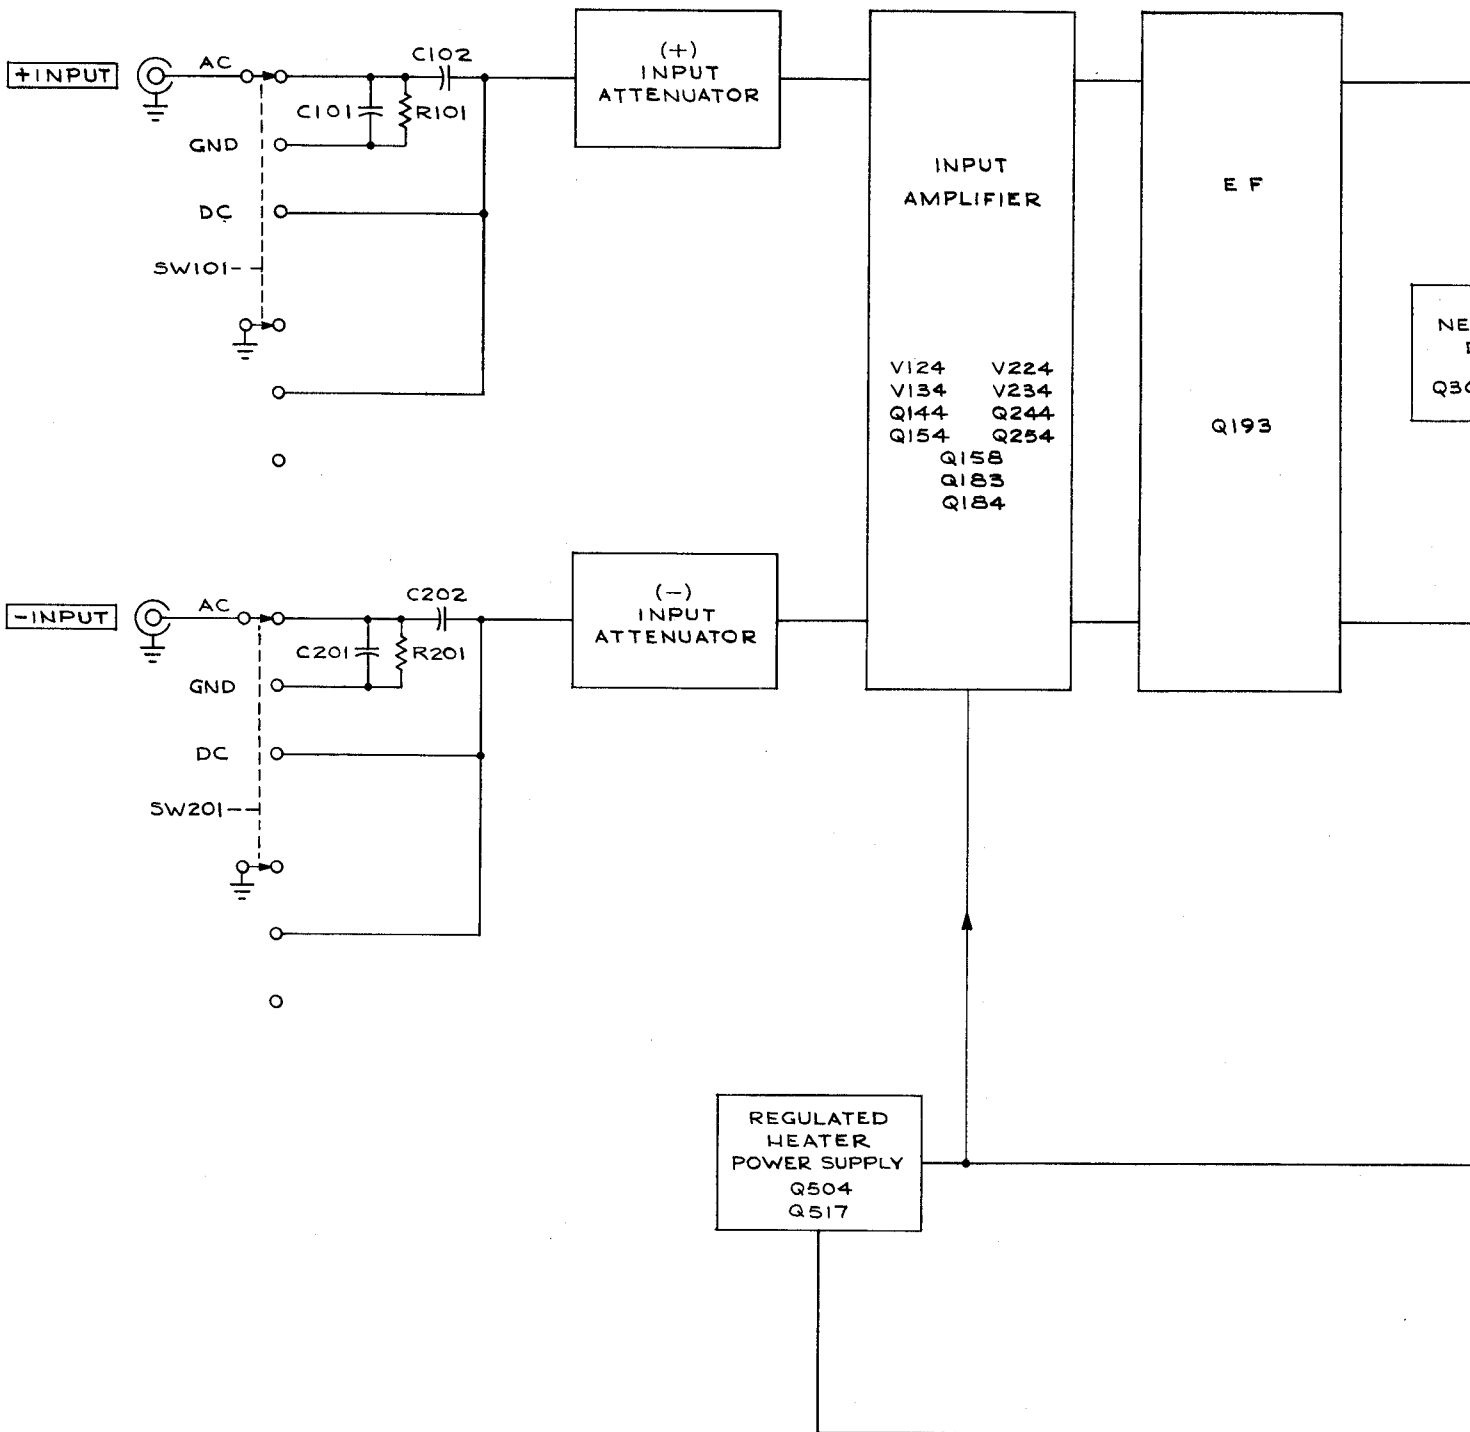 +INPUT
AC
C102
C101
R101
GND
DC
SW101
(+)
INPUT
ATTENUATOR
INPUT
AMPLIFIER
V124 V224
V134 V234
Q144 Q244
Q154 Q254
Q158
Q183
Q184
E F
Q193
NE
Q30
-INPUT
AC
C202
C201
R201
GND
DC
SW201
(-)
INPUT
ATTENUATOR
REGULATED
HEATER
POWER SUPPLY
Q504
Q517